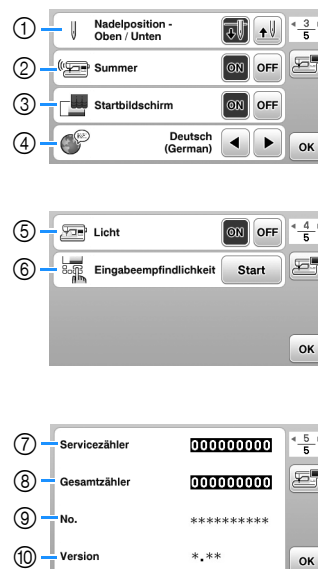 ① Nadelposition -
Oben / Unten
3
5
② Summer ON OFF
③ Startbildschirm ON OFF
④ Deutsch
(German)
OK
⑤ Licht ON OFF
4
5
⑥ Eingabeempfindlichkeit Start
OK
⑦ Servicezähler 000000000
5
5
⑧ Gesamtzähler 000000000
⑨ No. **********
⑩ Version *.**
OK